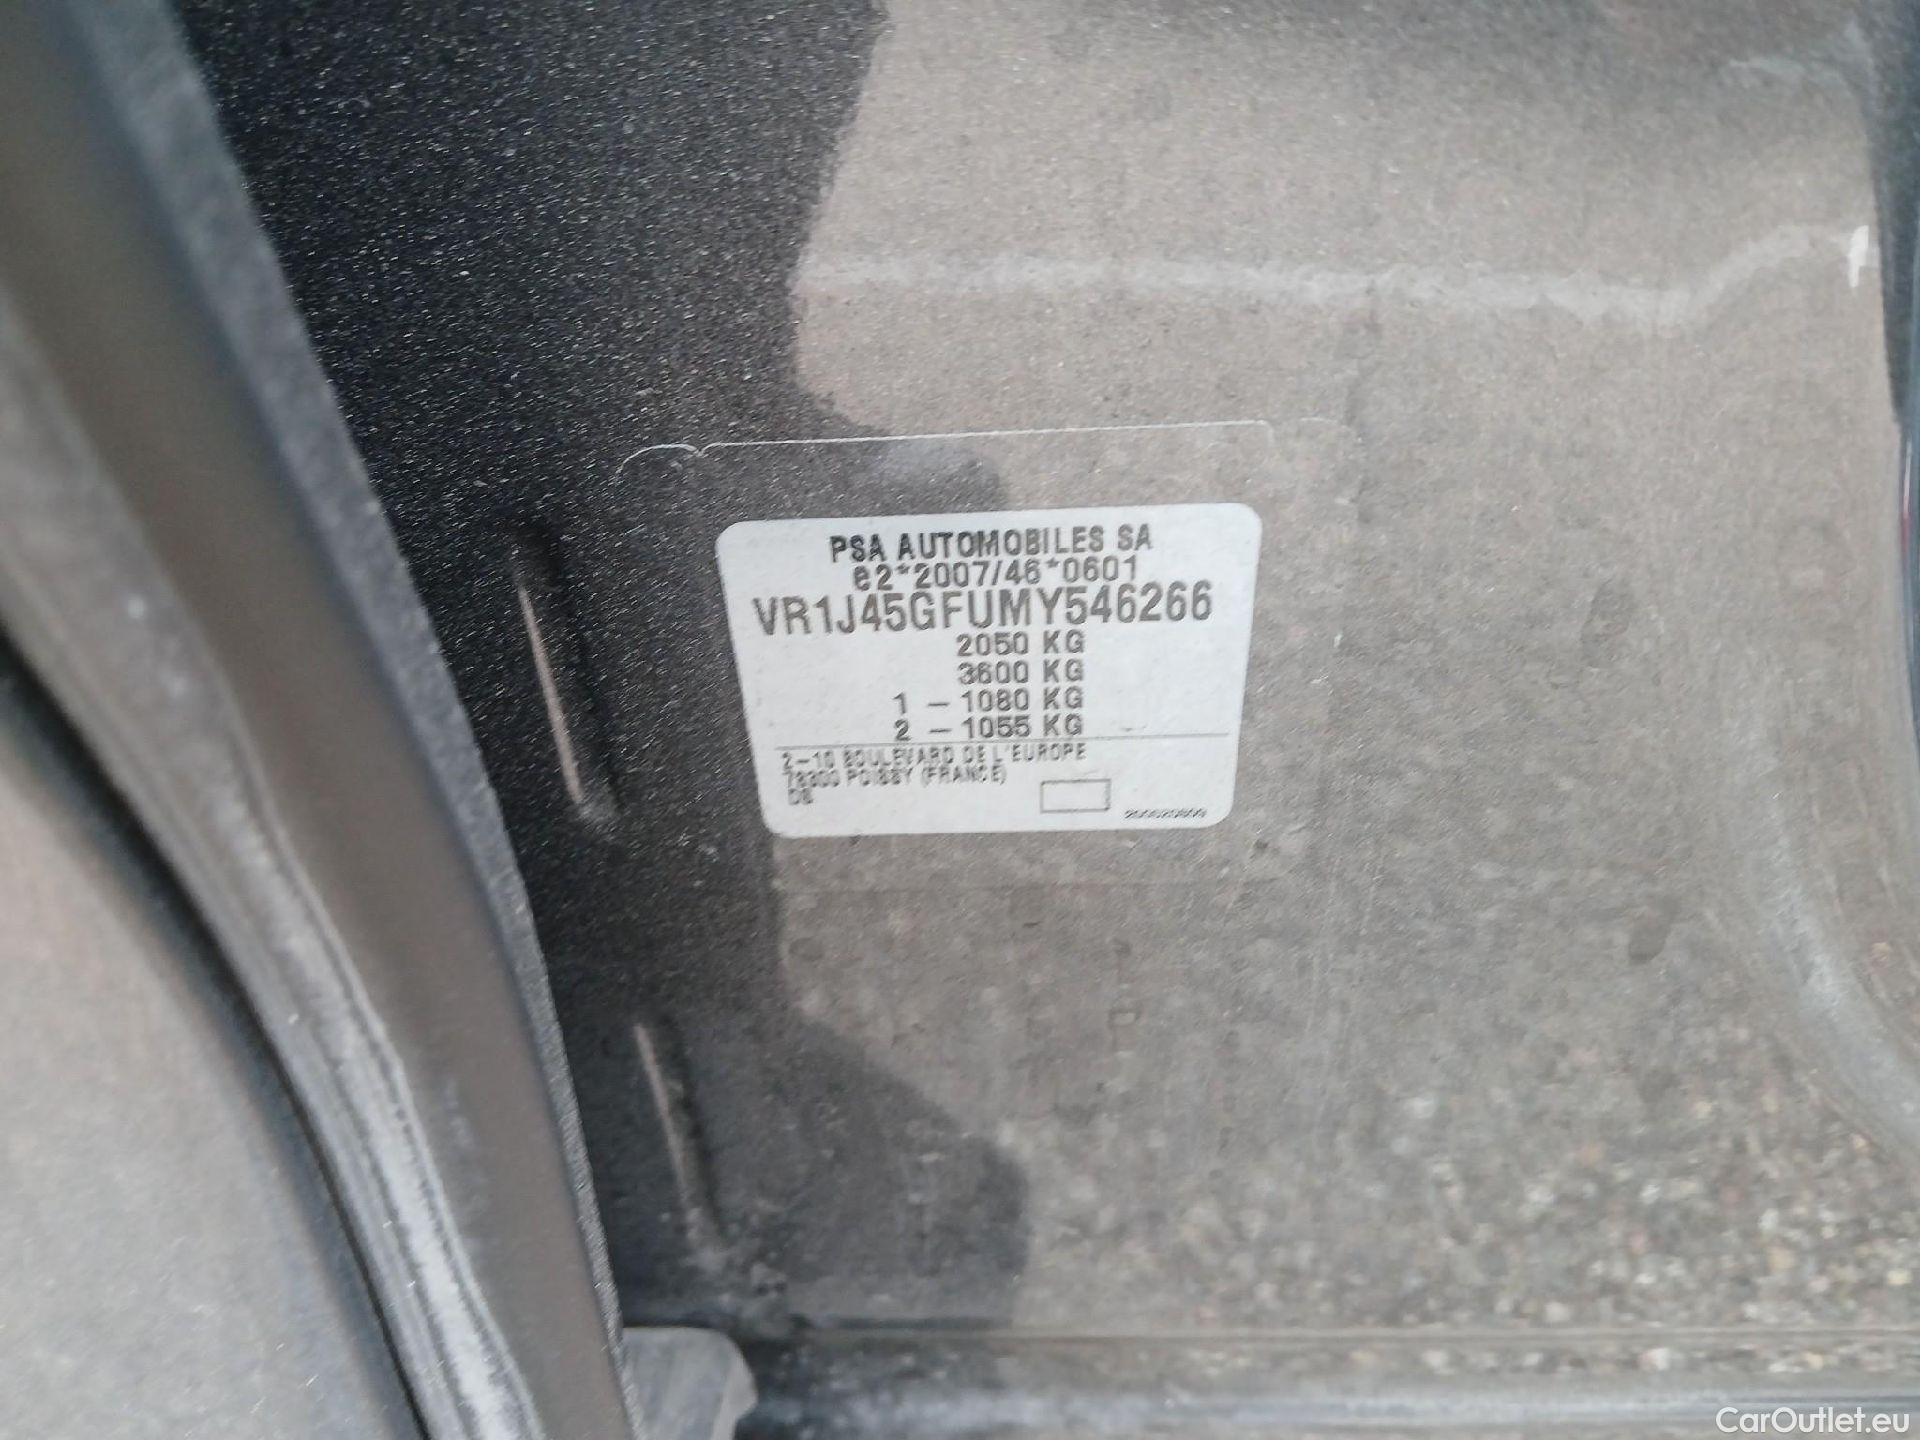 PSA AUTOMOBILES SA
e2*2007/46*0601
VR1J45GFUMY546266
2050 KG
3600 KG
1 - 1080 KG
2 - 1055 KG
2-10 BOULEVARD DE L'EUROPE
78300 POISSY (FRANCE)
CarOutlet.eu